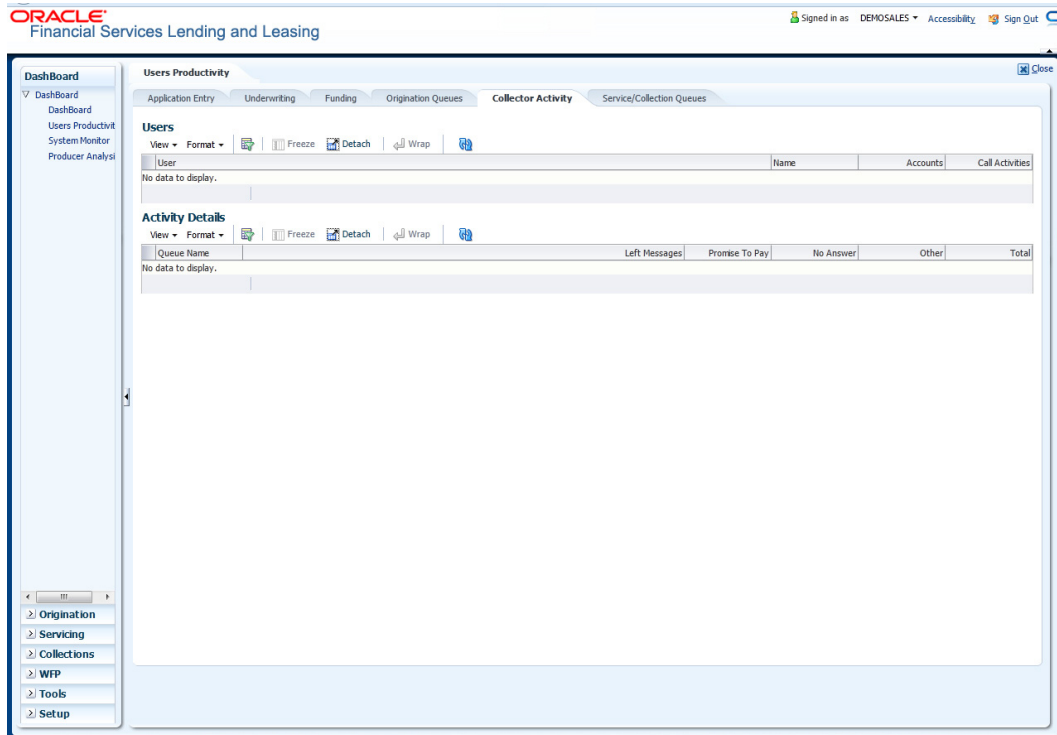 ORACLE
Financial Services Lending and Leasing
Signed in as DEMOSALES Accessibility Sign Out
DashBoard
DashBoard
DashBoard
Users Productivit
System Monitor
Producer Analysi
Origination
Servicing
Collections
WFP
Tools
Setup
Users Productivity
Close
Application Entry Underwriting Funding Origination Queues Collector Activity Service/Collection Queues
Users
View Format Freeze Detach Wrap
User Name Accounts Call Activities
No data to display.
Activity Details
View Format Freeze Detach Wrap
Queue Name Left Messages Promise To Pay No Answer Other Total
No data to display.